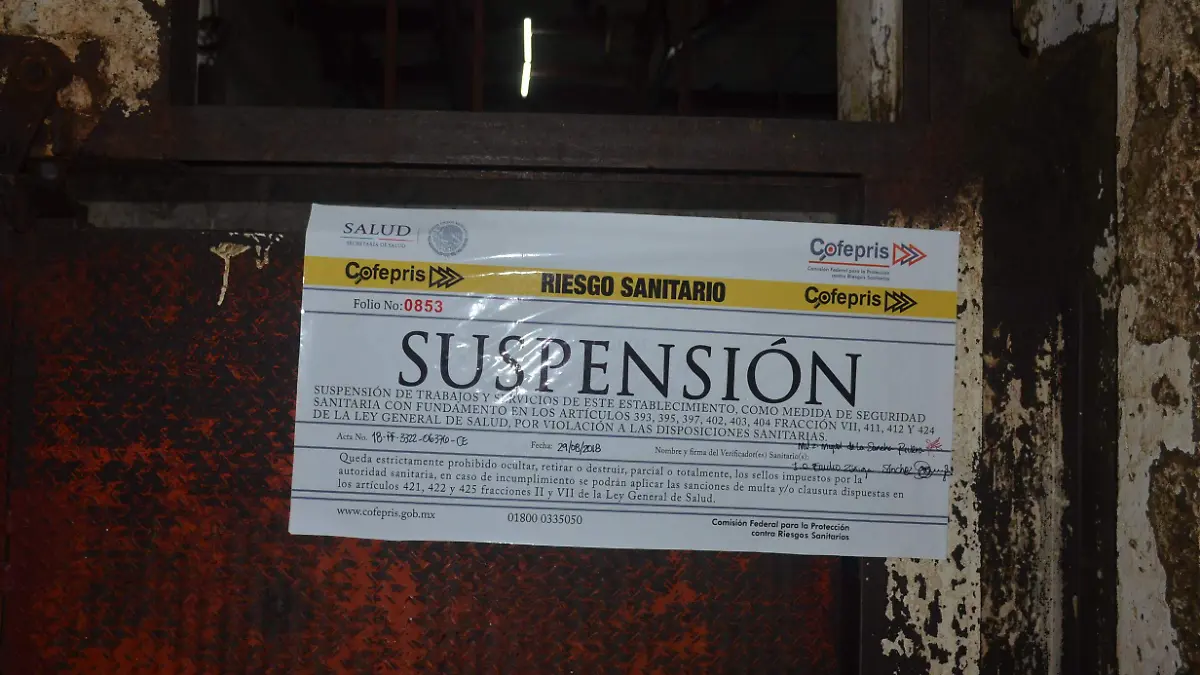 SALUD
SECRETARÍA DE SALUD
Cofepris
Comisión Federal para la Protección
contra Riesgos Sanitarios
Cofepris RIESGO SANITARIO Cofepris
Folio No: 0853
SUSPENSIÓN
SUSPENSIÓN DE TRABAJOS Y SERVICIOS DE ESTE ESTABLECIMIENTO, COMO MEDIDA DE SEGURIDAD
SANITARIA CON FUNDAMENTO EN LOS ARTÍCULOS 393, 395, 397, 402, 403, 404 FRACCIÓN VII, 411, 412 Y 424
DE LA LEY GENERAL DE SALUD, POR VIOLACIÓN A LAS DISPOSICIONES SANITARIAS.
Acta No. Fecha: 29/08/2018 Nombre y firma del Verificador(es) Sanitario(s):
Queda estrictamente prohibido ocultar, retirar o destruir, parcial o totalmente, los sellos impuestos por la
autoridad sanitaria, en caso de incumplimiento se podrán aplicar las sanciones de multa y/o clausura dispuestas en
los artículos 421, 422 y 425 fracciones II y VII de la Ley General de Salud.
www.cofepris.gob.mx 01800 0335050 Comisión Federal para la Protección
contra Riesgos Sanitarios